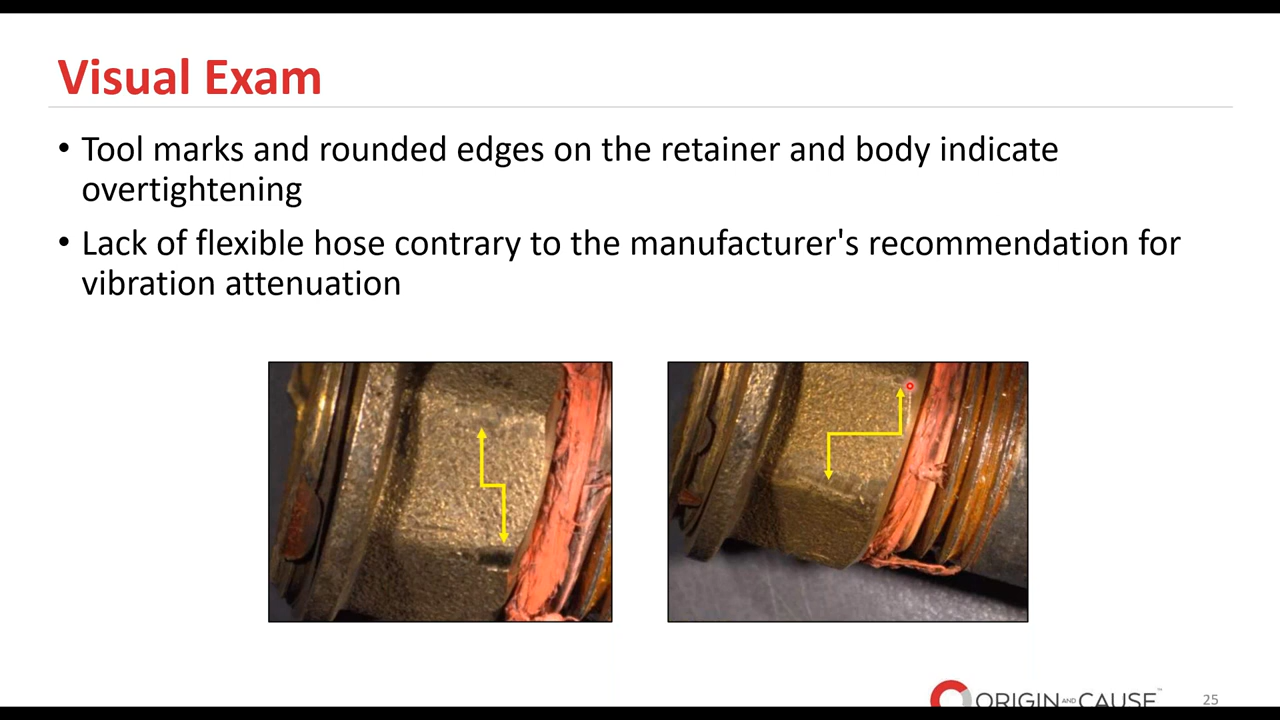 Visual Exam
• Tool marks and rounded edges on the retainer and body indicate
overtightening
• Lack of flexible hose contrary to the manufacturer's recommendation for
vibration attenuation
ORIGIN AND CAUSE™
25